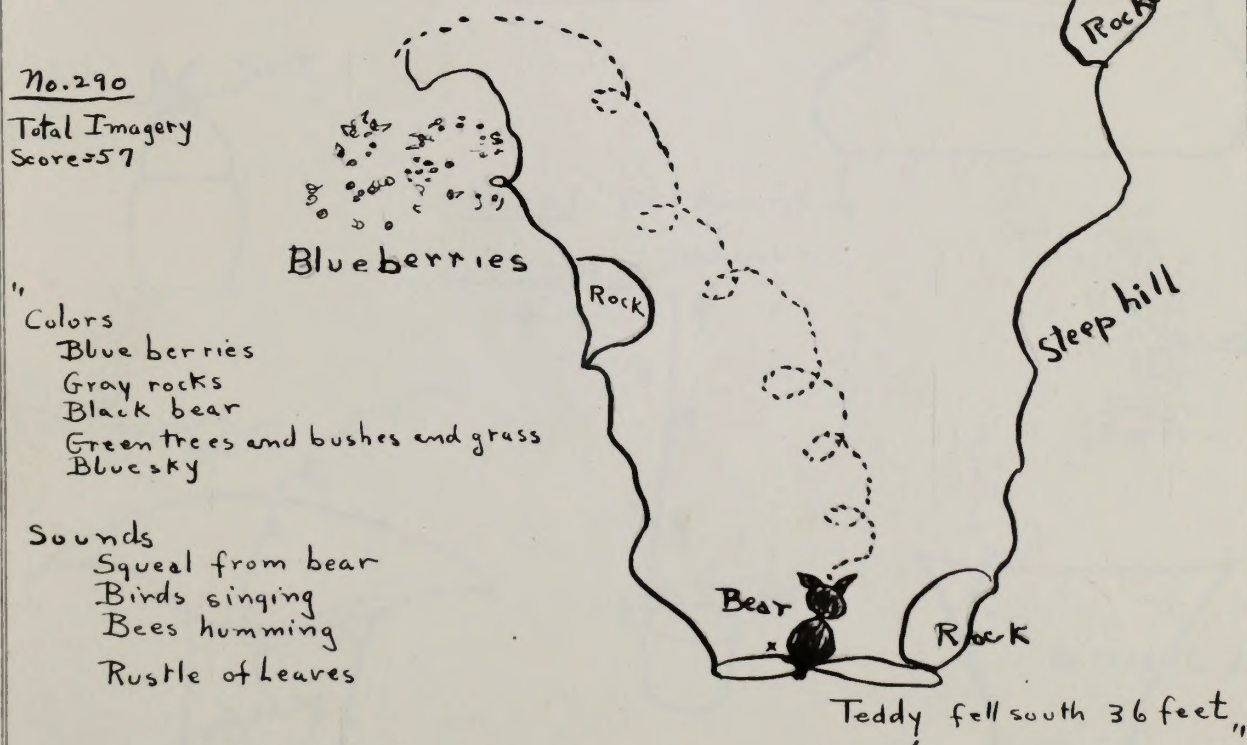 No. 290
Total Imagery
Score=57
Rock
Blueberries
Rock
Steep hill
"
Colors
Blue berries
Gray rocks
Black bear
Green trees and bushes and grass
Blue sky
Sounds
Squeal from bear
Birds singing
Bees humming
Rustle of Leaves
Bear
x
Rock
Teddy fell south 36 feet "